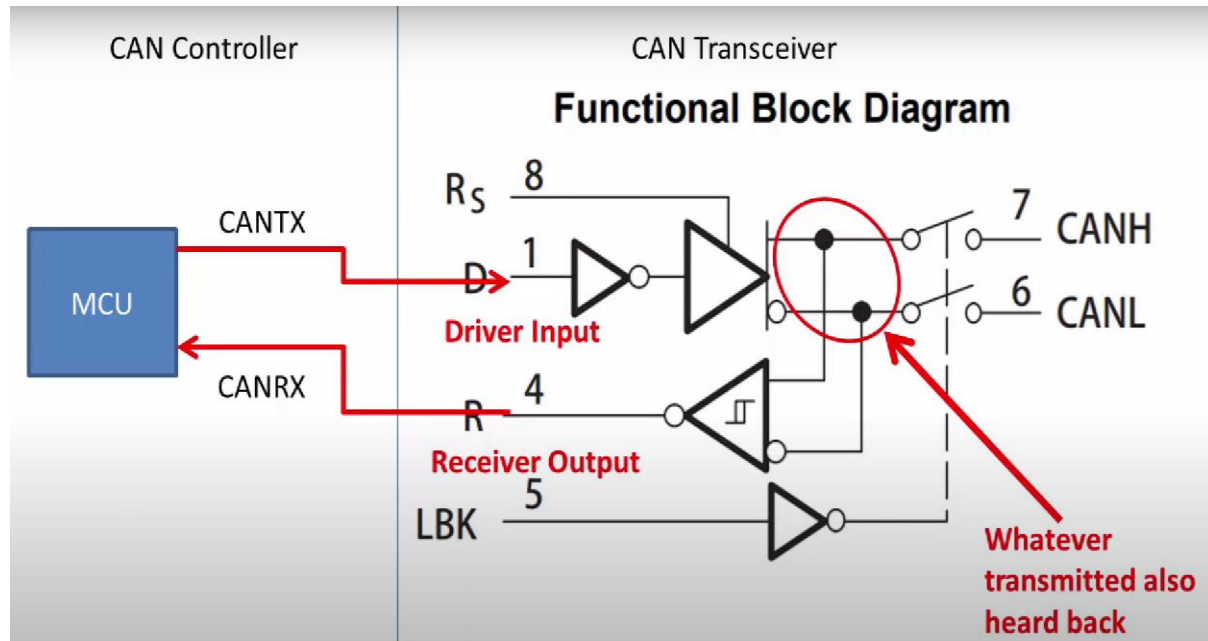 CAN Controller
CAN Transceiver
Functional Block Diagram
RS 8
CANTX
7 CANH
D 1
MCU
6 CANL
Driver Input
CANRX
R 4
Receiver Output
LBK 5
Whatever
transmitted also
heard back